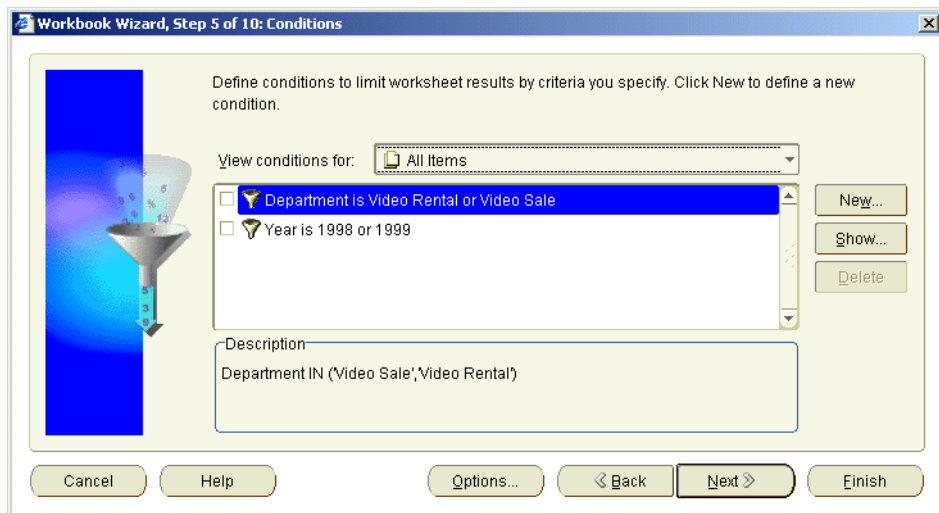 Workbook Wizard, Step 5 of 10: Conditions
Define conditions to limit worksheet results by criteria you specify. Click New to define a new
condition.
View conditions for: All Items
Department is Video Rental or Video Sale
Year is 1998 or 1999
New...
Show...
Delete
Description
Department IN ('Video Sale','Video Rental')
Cancel Help Options... Back Next Finish